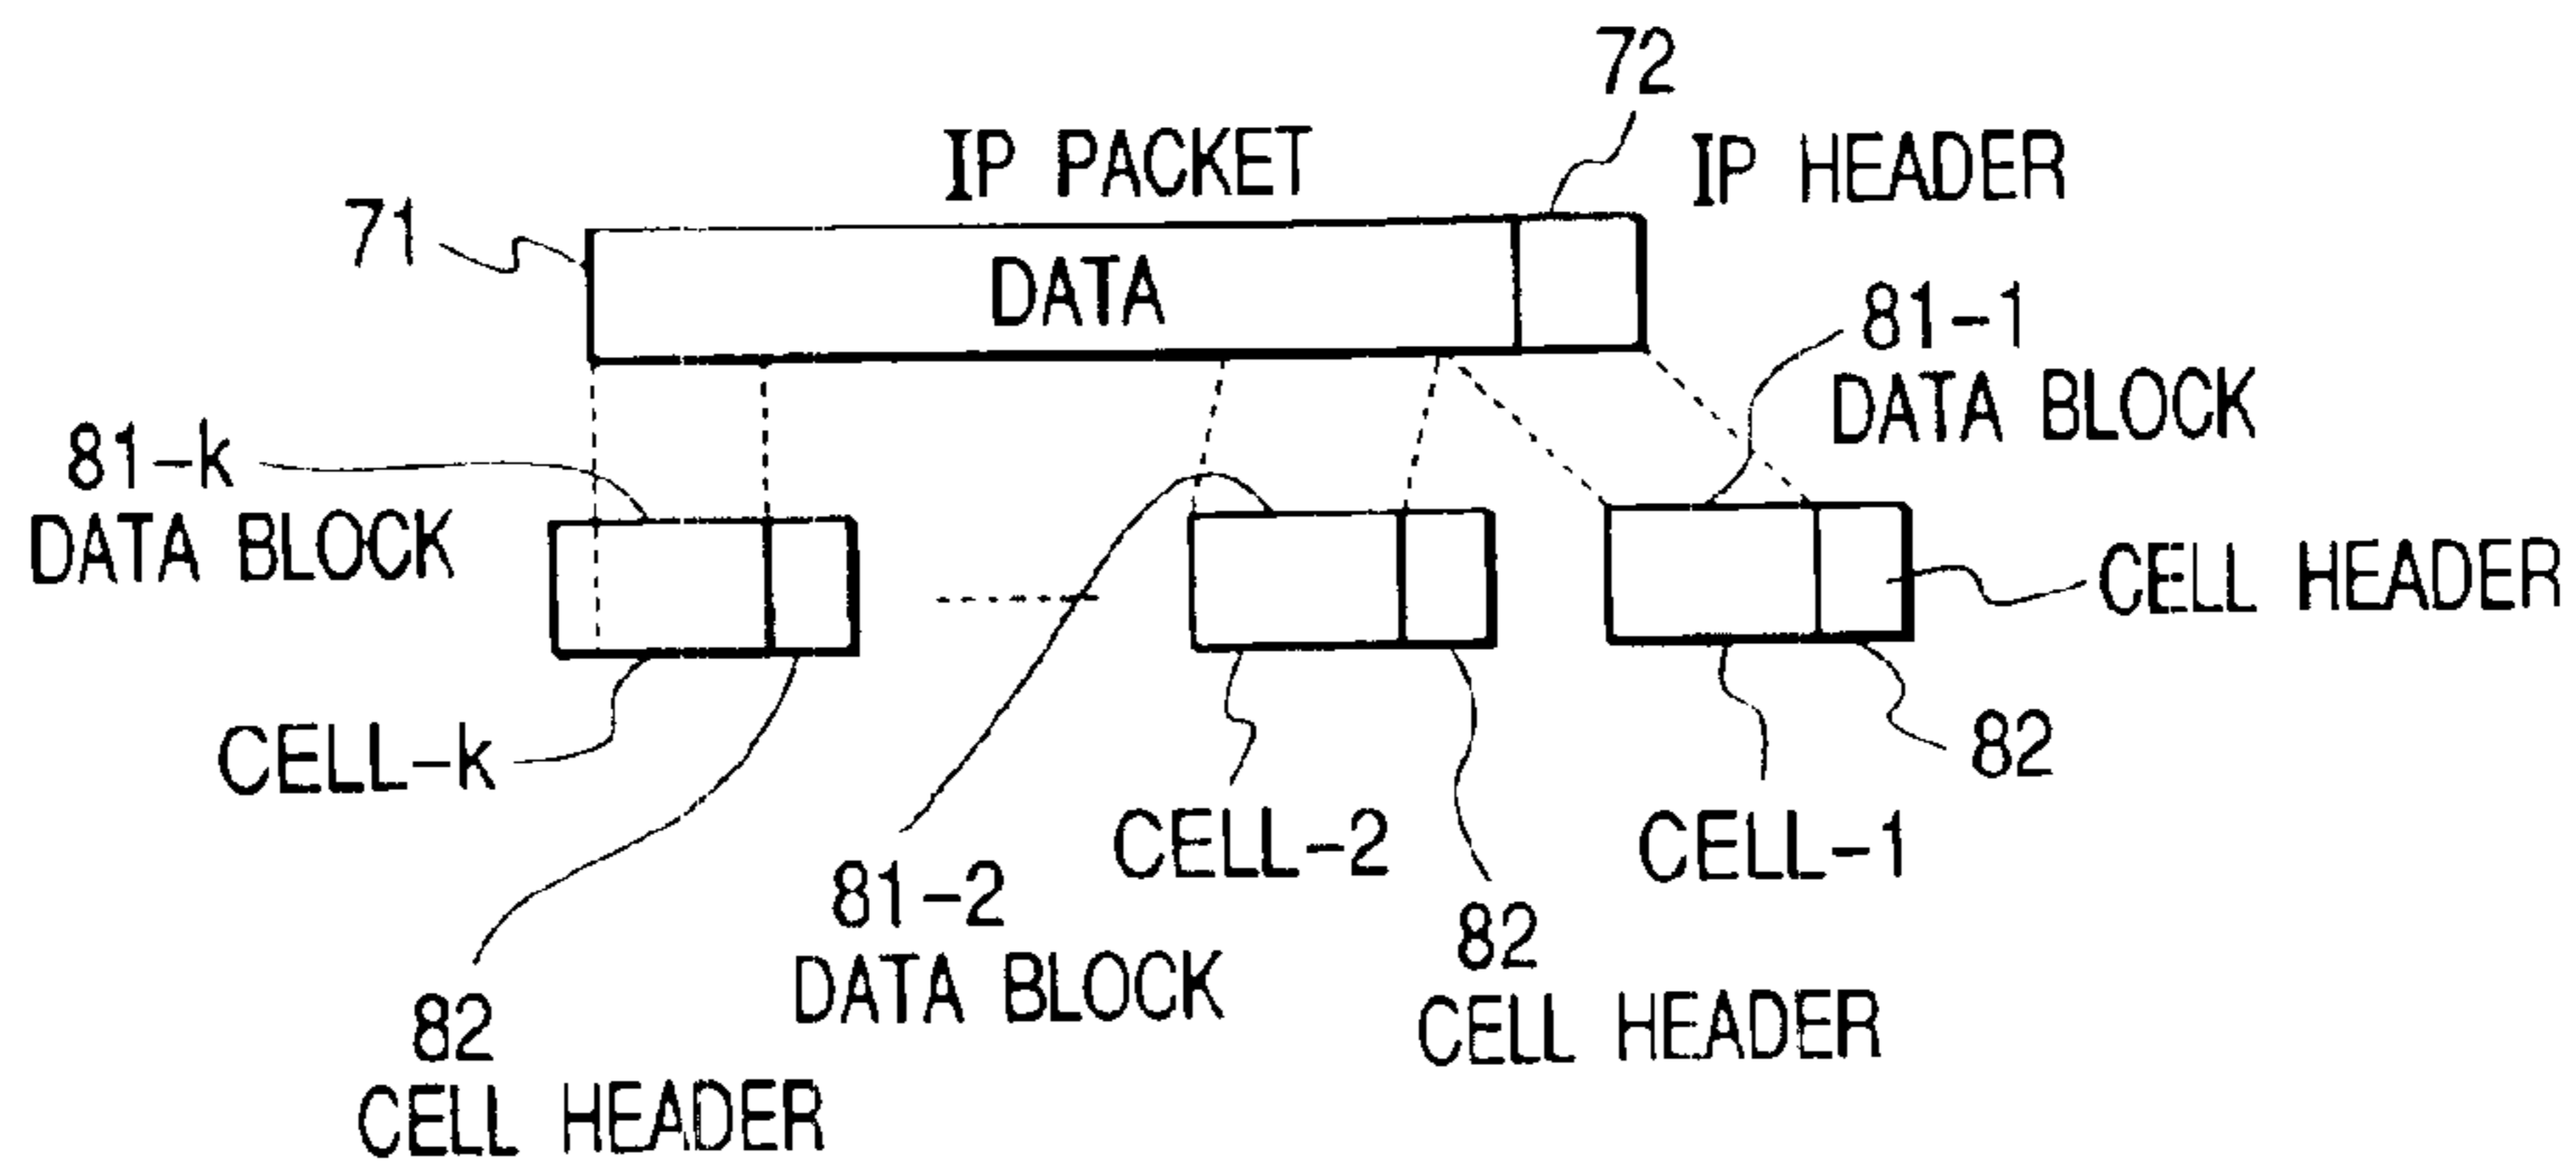 72
IP PACKET
IP HEADER
71
DATA
81-1
DATA BLOCK
81-k
DATA BLOCK
CELL HEADER
CELL-k
82
CELL-2
CELL-1
81-2
DATA BLOCK
82
CELL HEADER
82
CELL HEADER